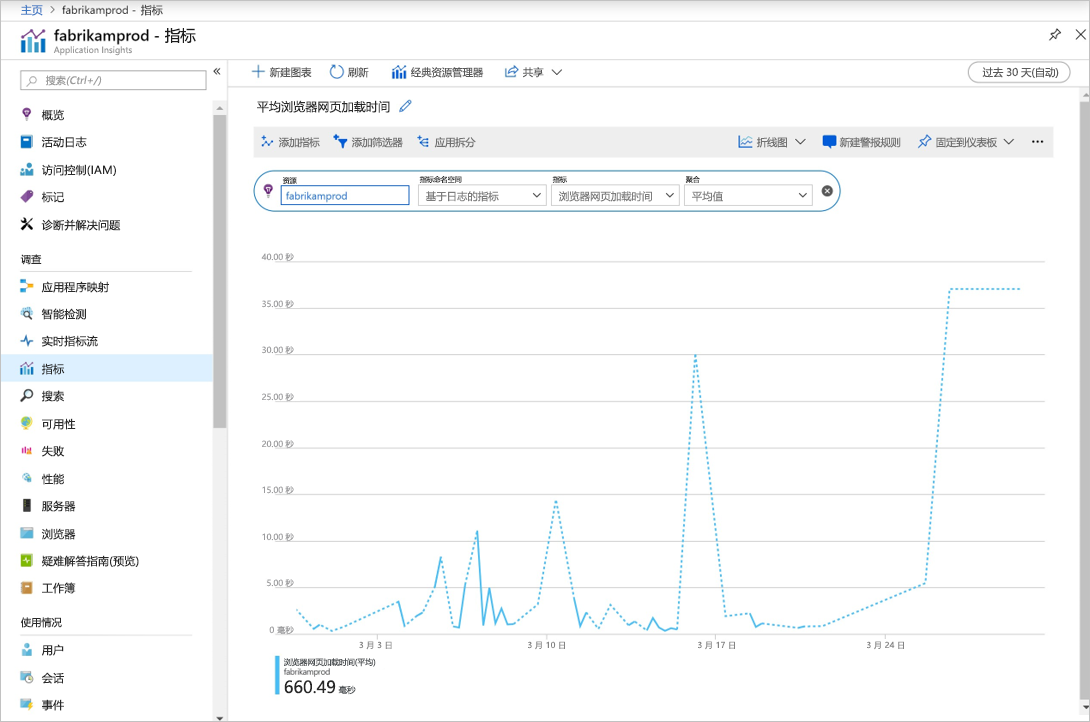 主页 > fabrikamprod - 指标
fabrikamprod - 指标
Application Insights
搜索(Ctrl+/)
概览
活动日志
访问控制(IAM)
标记
诊断并解决问题
调查
应用程序映射
智能检测
实时指标流
指标
搜索
可用性
失败
性能
服务器
浏览器
疑难解答指南(预览)
工作簿
使用情况
用户
会话
事件
新建图表 刷新 经典资源管理器 共享 过去 30 天(自动)
平均浏览器网页加载时间
添加指标 添加筛选器 应用拆分 折线图 新建警报规则 固定到仪表板 ...
资源 指标命名空间 指标 聚合
fabrikamprod 基于日志的指标 浏览器网页加载时间 平均值
40.00 秒
35.00 秒
30.00 秒
25.00 秒
20.00 秒
15.00 秒
10.00 秒
5.00 秒
0 毫秒
3 月 3 日 3 月 10 日 3 月 17 日 3 月 24 日
浏览器网页加载时间(平均)
fabrikamprod
660.49 毫秒